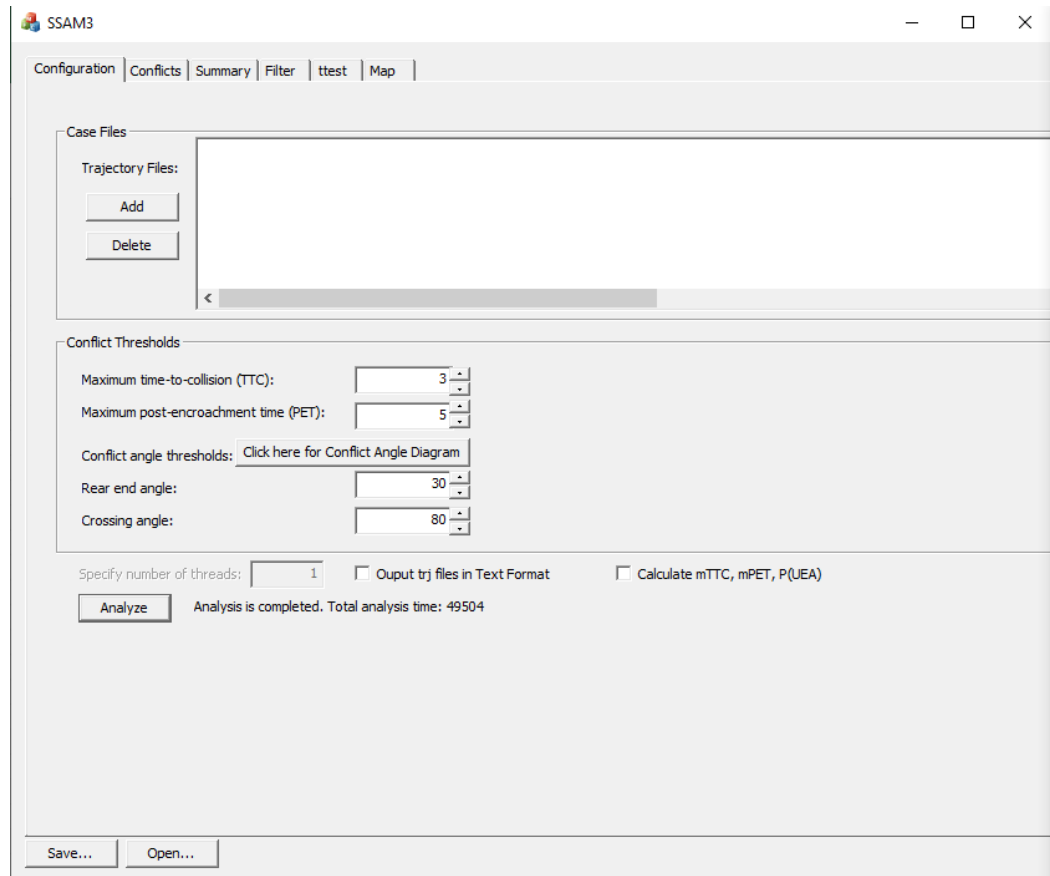 SSAM3
Configuration Conflicts Summary Filter ttest Map
Case Files
Trajectory Files:
Add
Delete
Conflict Thresholds
Maximum time-to-collision (TTC): 3
Maximum post-encroachment time (PET): 5
Conflict angle thresholds: Click here for Conflict Angle Diagram
Rear end angle: 30
Crossing angle: 80
Specify number of threads: 1 Ouput trj files in Text Format Calculate mTTC, mPET, P(UEA)
Analyze Analysis is completed. Total analysis time: 49504
Save... Open...